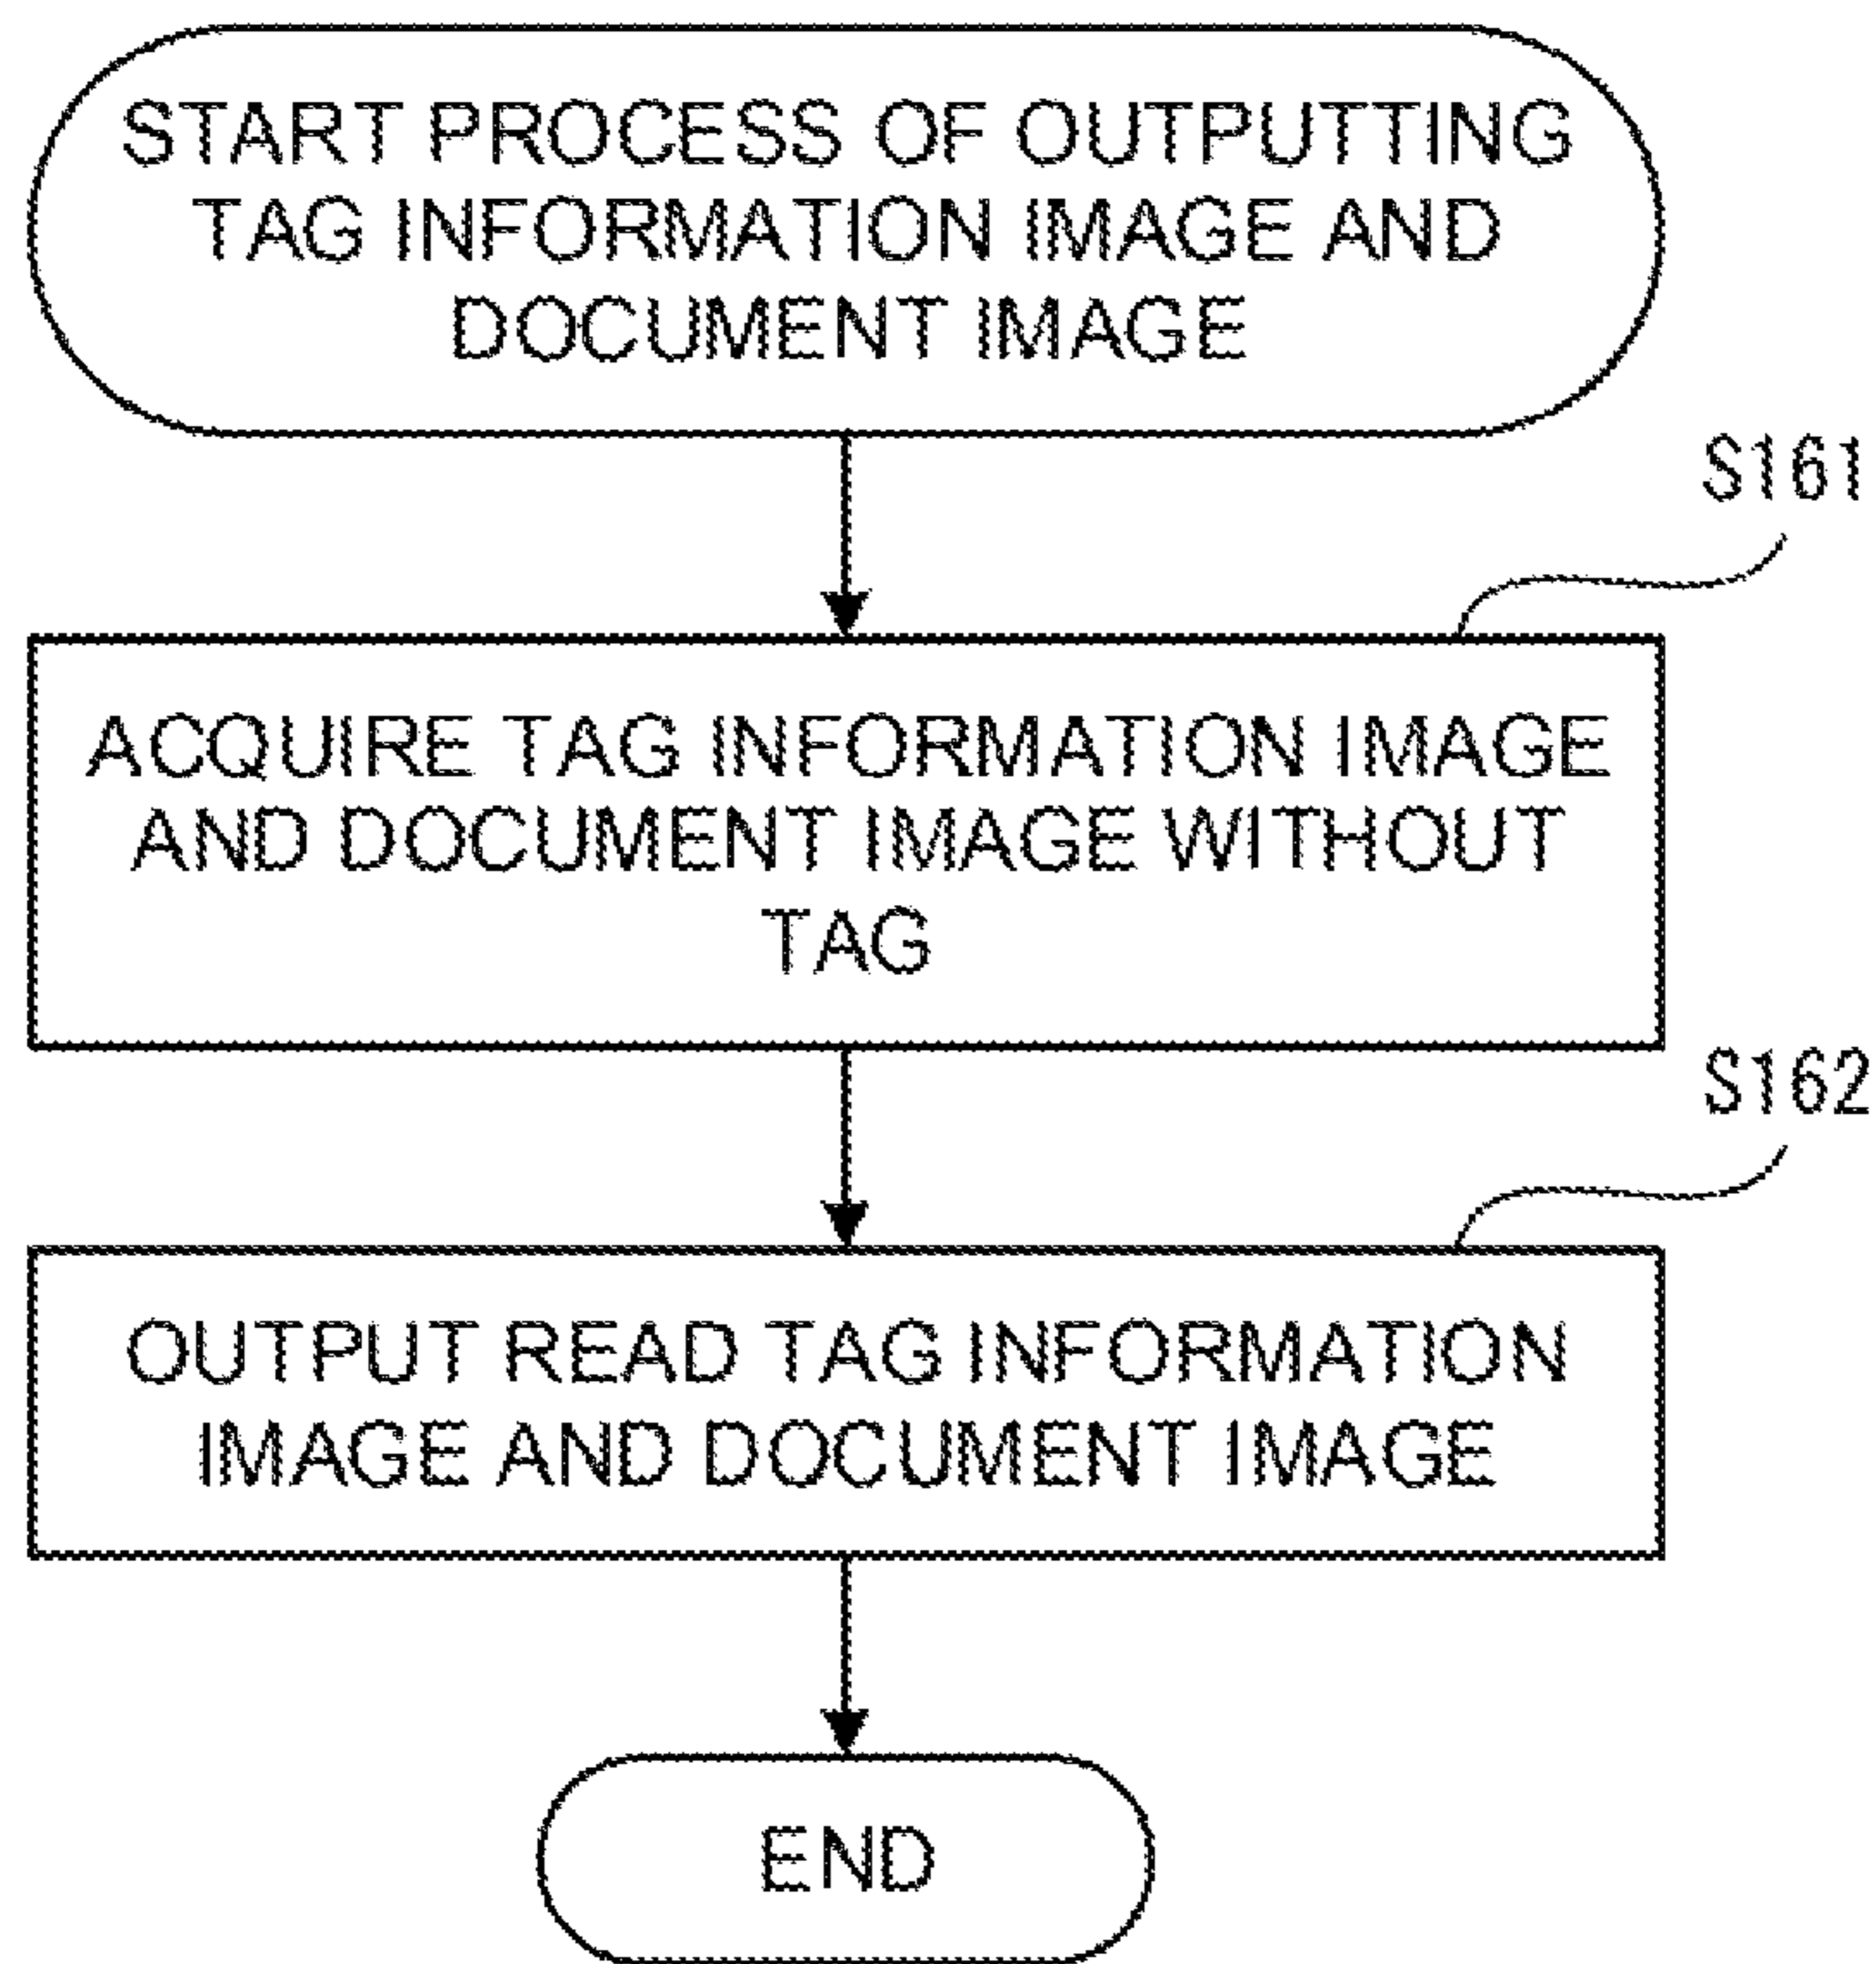 START PROCESS OF OUTPUTTING
TAG INFORMATION IMAGE AND
DOCUMENT IMAGE
S161
ACQUIRE TAG INFORMATION IMAGE
AND DOCUMENT IMAGE WITHOUT
TAG
S162
OUTPUT READ TAG INFORMATION
IMAGE AND DOCUMENT IMAGE
END